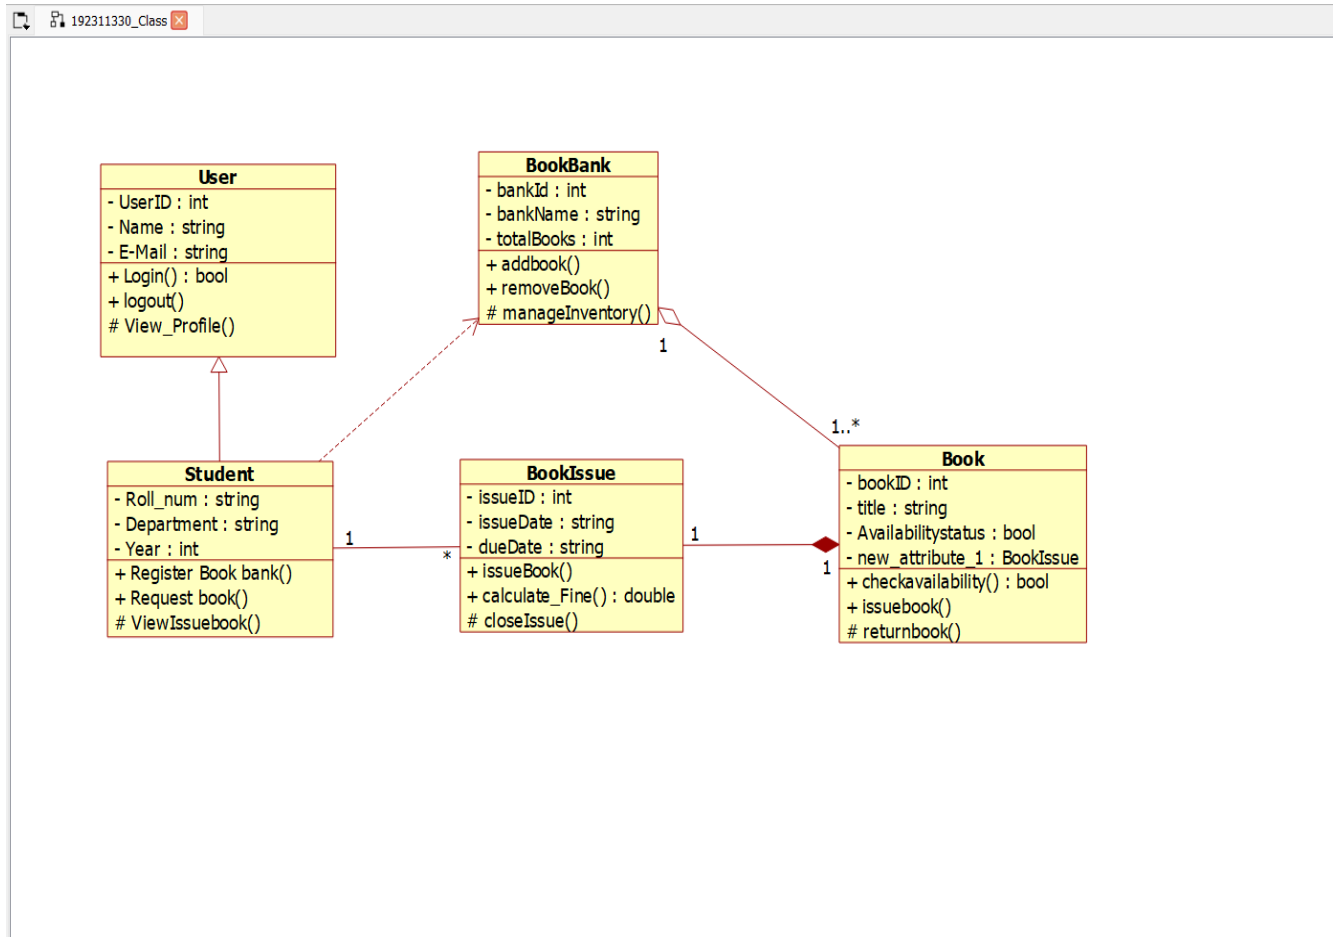 192311330_Class
User
- UserID : int
- Name : string
- E-Mail : string
+ Login() : bool
+ logout()
# View_Profile()
BookBank
- bankId : int
- bankName : string
- totalBooks : int
+ addbook()
+ removeBook()
# manageInventory()
1
1..*
Student
- Roll_num : string
- Department : string
- Year : int
+ Register Book bank()
+ Request book()
# ViewIssuebook()
1
*
BookIssue
- issueID : int
- issueDate : string
- dueDate : string
+ issueBook()
+ calculate_Fine() : double
# closeIssue()
1
1
Book
- bookID : int
- title : string
- Availabilitystatus : bool
- new_attribute_1 : BookIssue
+ checkavailability() : bool
+ issuebook()
# returnbook()